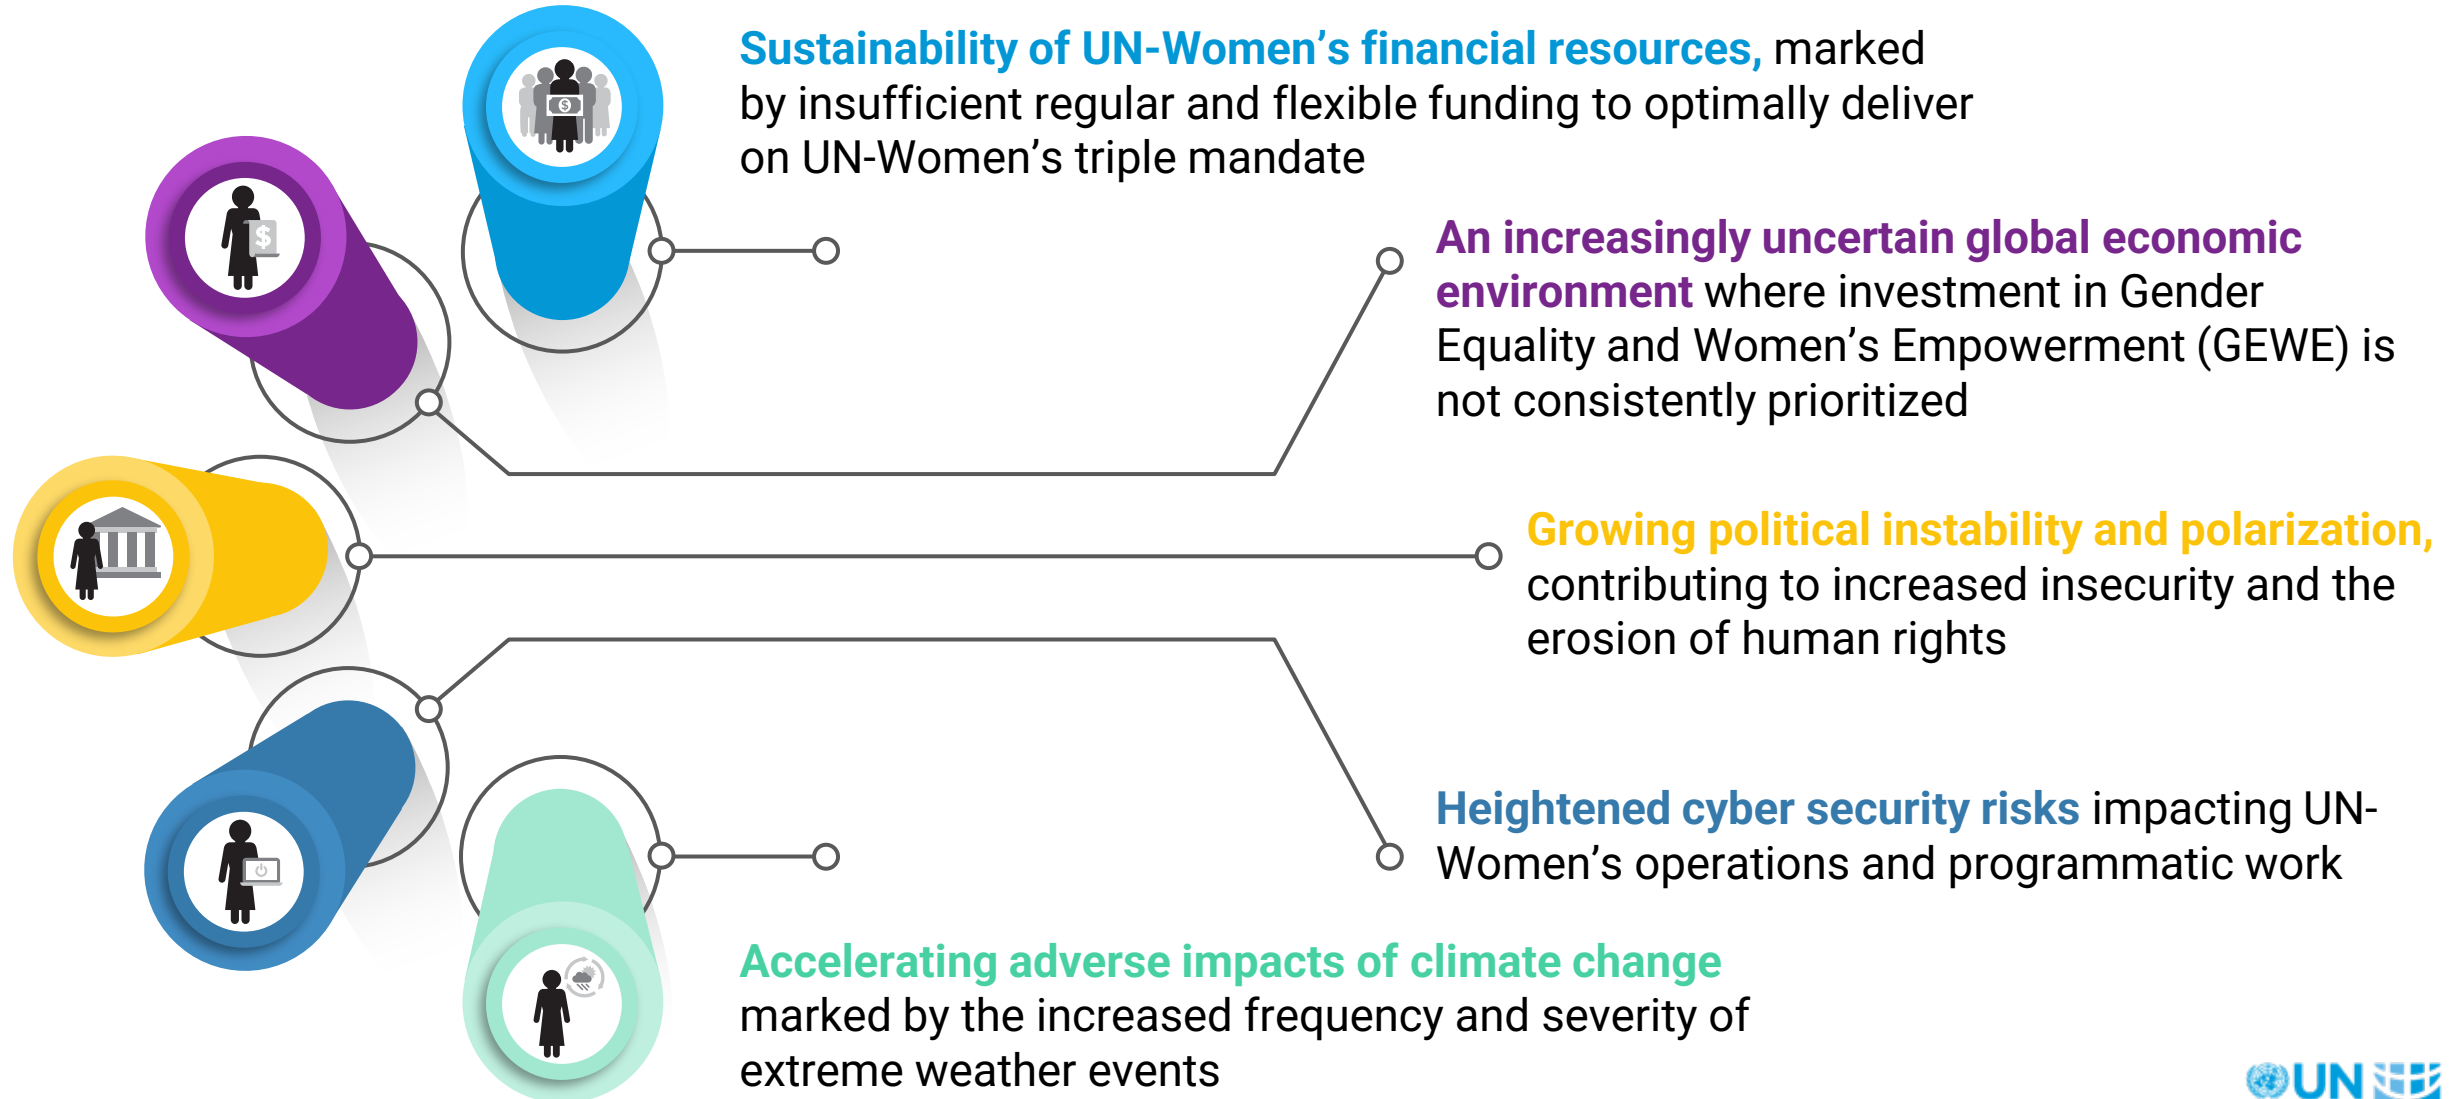 Sustainability of UN-Women’s financial resources, marked
by insufficient regular and flexible funding to optimally deliver
on UN-Women’s triple mandate
An increasingly uncertain global economic
environment where investment in Gender
Equality and Women’s Empowerment (GEWE) is
not consistently prioritized
Growing political instability and polarization,
contributing to increased insecurity and the
erosion of human rights
Heightened cyber security risks impacting UN-
Women’s operations and programmatic work
Accelerating adverse impacts of climate change
marked by the increased frequency and severity of
extreme weather events
UN